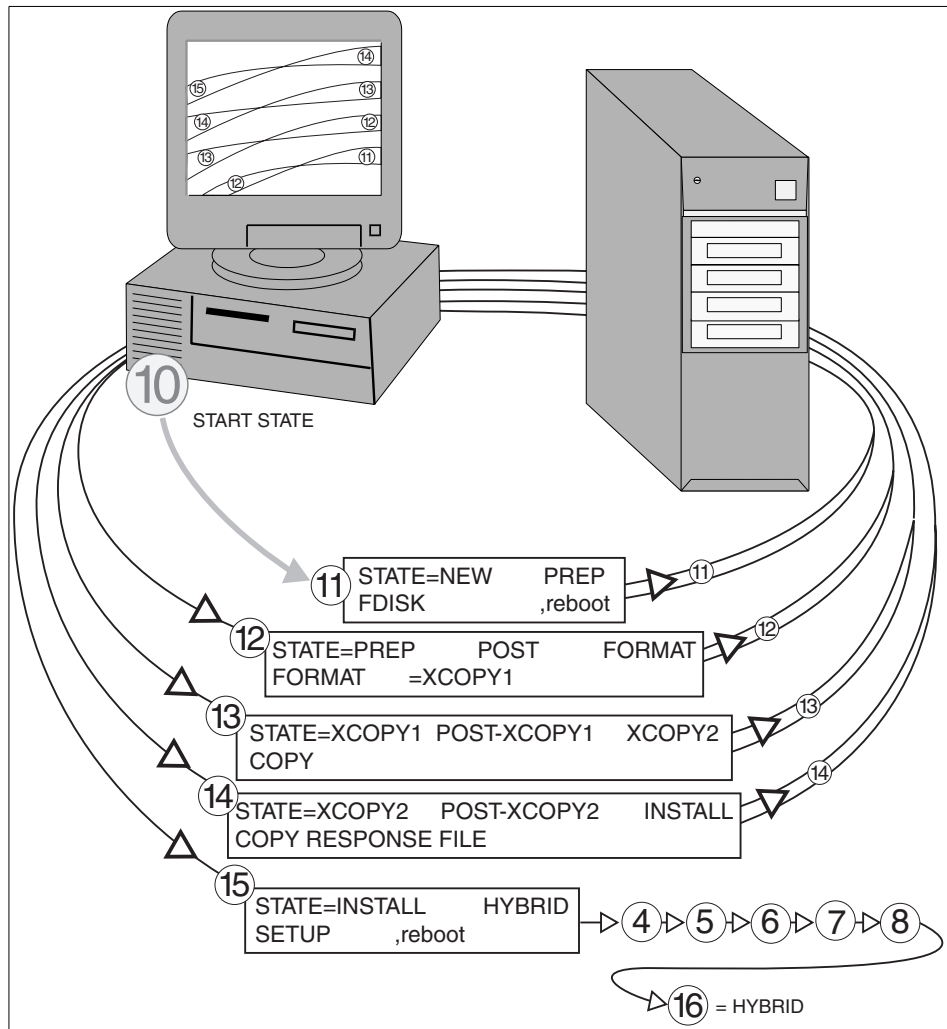 14
15
13
14
12
13
11
12
10
START STATE
11
STATE=NEW PREP
FDISK ,reboot
11
12
STATE=PREP POST FORMAT
FORMAT =XCOPY1
12
13
STATE=XCOPY1 POST-XCOPY1 XCOPY2
COPY
13
14
STATE=XCOPY2 POST-XCOPY2 INSTALL
COPY RESPONSE FILE
14
15
STATE=INSTALL HYBRID
SETUP ,reboot
4 5 6 7 8
16 = HYBRID